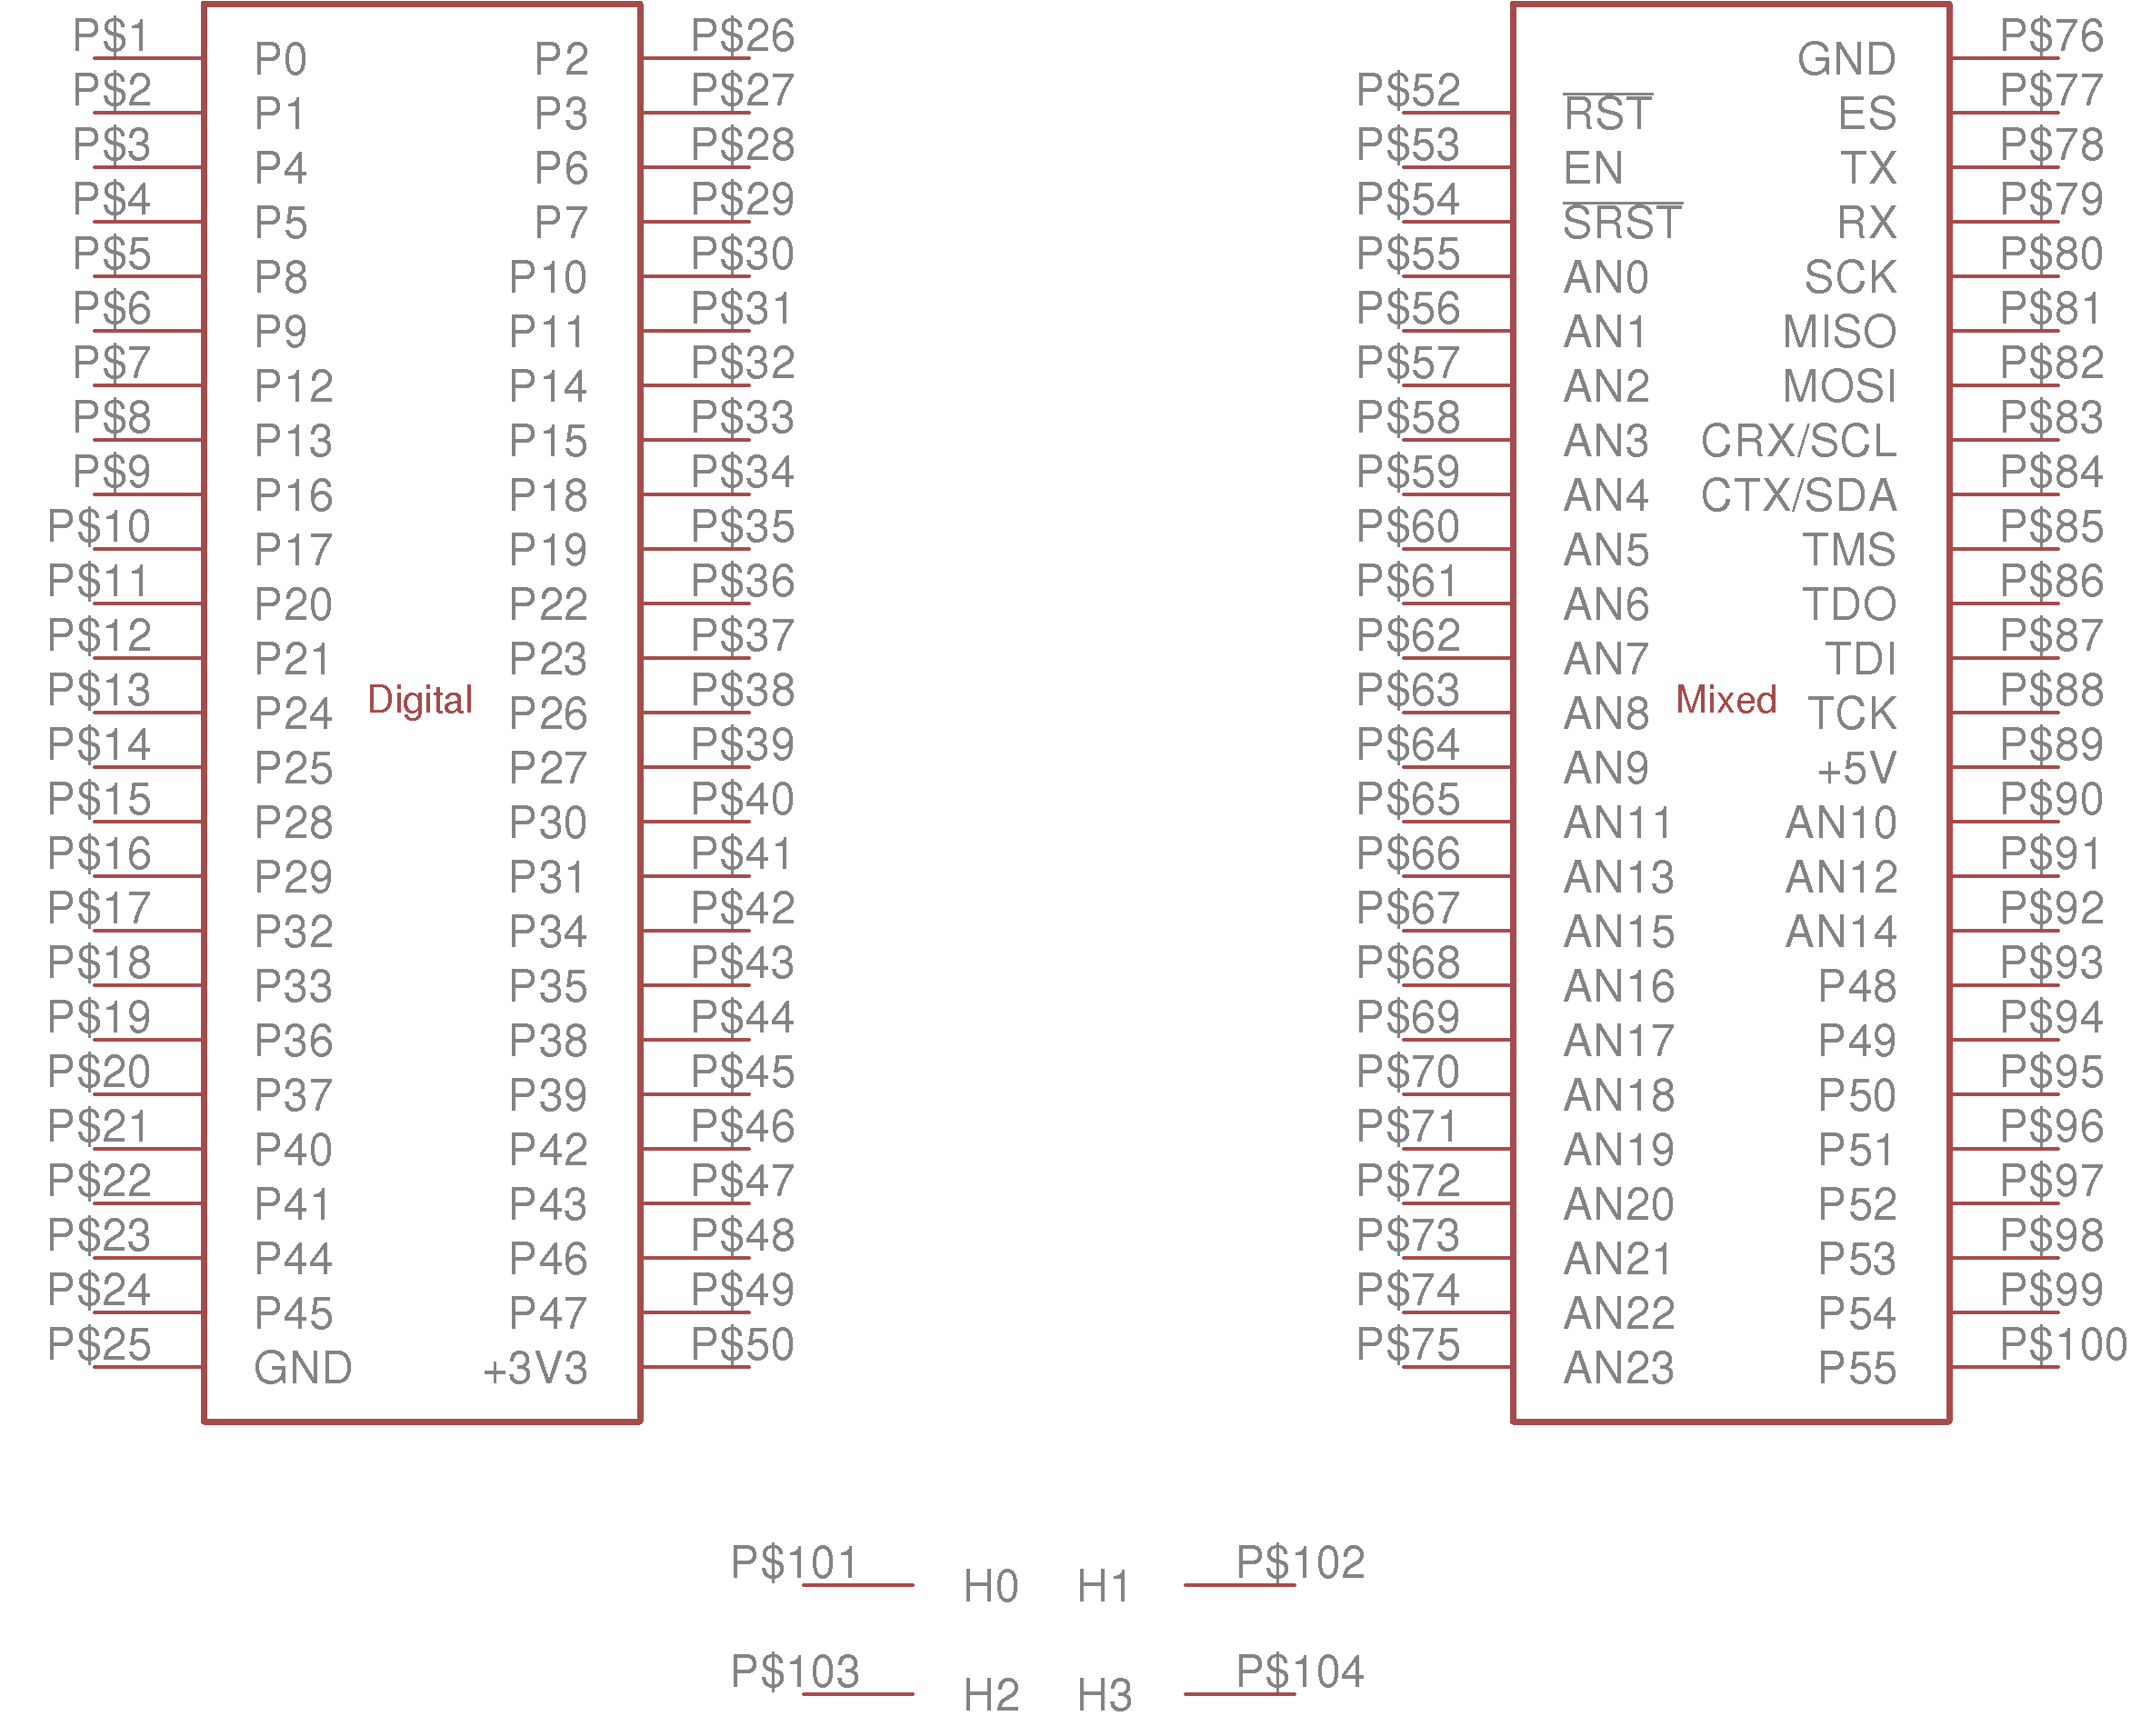 P$1 P0 P2 P$26 GND P$76
P$2 P1 P3 P$27 P$52 RST ES P$77
P$3 P4 P6 P$28 P$53 EN TX P$78
P$4 P5 P7 P$29 P$54 SRST RX P$79
P$5 P8 P10 P$30 P$55 AN0 SCK P$80
P$6 P9 P11 P$31 P$56 AN1 MISO P$81
P$7 P12 P14 P$32 P$57 AN2 MOSI P$82
P$8 P13 P15 P$33 P$58 AN3 CRX/SCL P$83
P$9 P16 P18 P$34 P$59 AN4 CTX/SDA P$84
P$10 P17 P19 P$35 P$60 AN5 TMS P$85
P$11 P20 P22 P$36 P$61 AN6 TDO P$86
P$12 P21 P23 P$37 P$62 AN7 TDI P$87
P$13 P24 Digital P26 P$38 P$63 AN8 Mixed TCK P$88
P$14 P25 P27 P$39 P$64 AN9 +5V P$89
P$15 P28 P30 P$40 P$65 AN11 AN10 P$90
P$16 P29 P31 P$41 P$66 AN13 AN12 P$91
P$17 P32 P34 P$42 P$67 AN15 AN14 P$92
P$18 P33 P35 P$43 P$68 AN16 P48 P$93
P$19 P36 P38 P$44 P$69 AN17 P49 P$94
P$20 P37 P39 P$45 P$70 AN18 P50 P$95
P$21 P40 P42 P$46 P$71 AN19 P51 P$96
P$22 P41 P43 P$47 P$72 AN20 P52 P$97
P$23 P44 P46 P$48 P$73 AN21 P53 P$98
P$24 P45 P47 P$49 P$74 AN22 P54 P$99
P$25 GND +3V3 P$50 P$75 AN23 P55 P$100
P$101 H0 H1 P$102
P$103 H2 H3 P$104